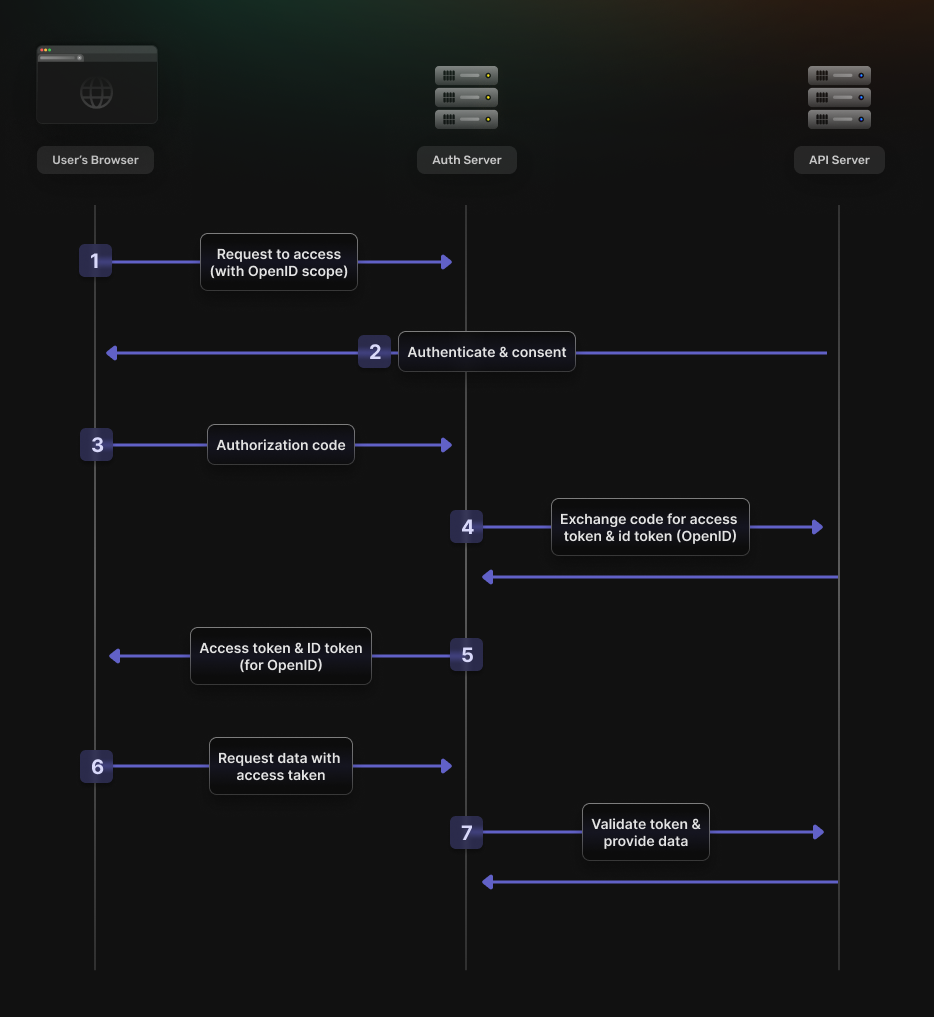 User's Browser
Auth Server
API Server
1
Request to access
(with OpenID scope)
2
Authenticate & consent
3
Authorization code
4
Exchange code for access
token & id token (OpenID)
5
Access token & ID token
(for OpenID)
6
Request data with
access taken
7
Validate token &
provide data